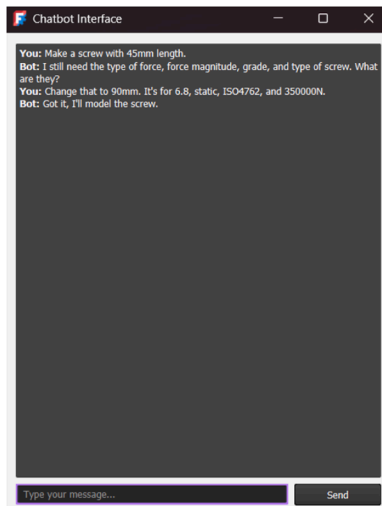 Chatbot Interface
You: Make a screw with 45mm length.
Bot: I still need the type of force, force magnitude, grade, and type of screw. What
are they?
You: Change that to 90mm. It's for 6.8, static, ISO4762, and 350000N.
Bot: Got it, I'll model the screw.
Type your message...
Send